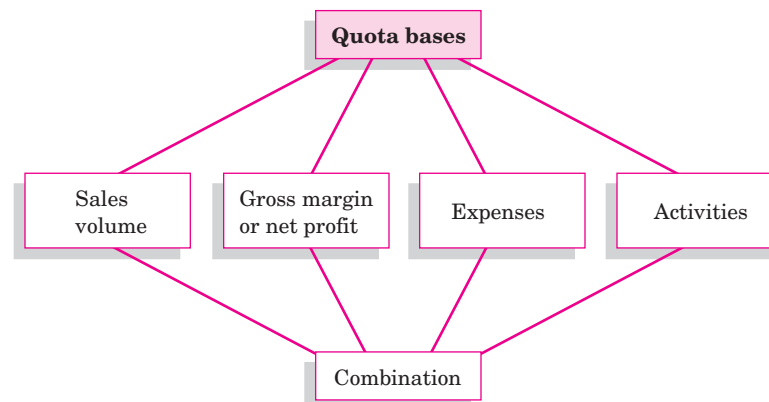 Quota bases
Sales
volume
Gross margin
or net profit
Expenses
Activities
Combination